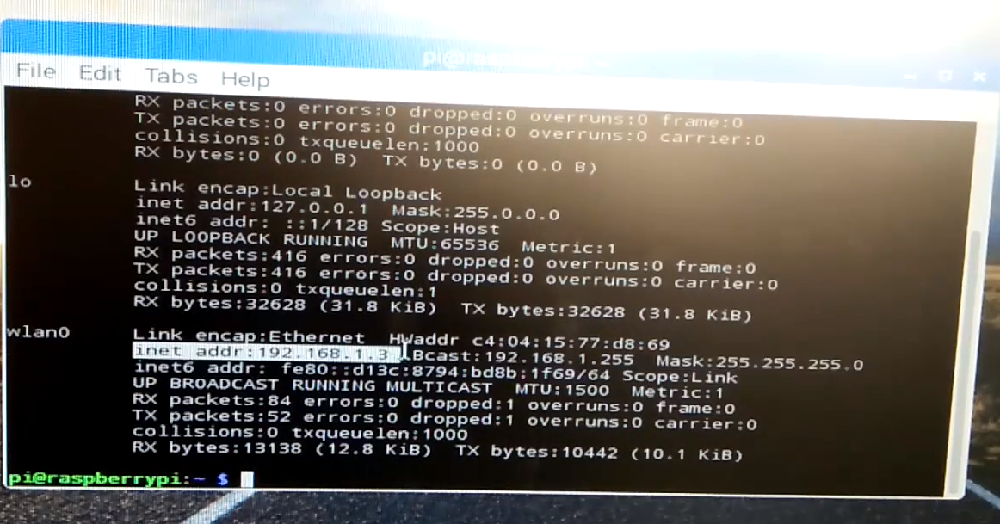 File Edit Tabs Help
RX packets:0 errors:0 dropped:0 overruns:0 frame:0
TX packets:0 errors:0 dropped:0 overruns:0 carrier:0
collisions:0 txqueuelen:1000
RX bytes:0 (0.0 B)  TX bytes:0 (0.0 B)
lo Link encap:Local Loopback
inet addr:127.0.0.1  Mask:255.0.0.0
inet6 addr: ::1/128 Scope:Host
UP LOOPBACK RUNNING  MTU:65536  Metric:1
RX packets:416 errors:0 dropped:0 overruns:0 frame:0
TX packets:416 errors:0 dropped:0 overruns:0 carrier:0
collisions:0 txqueuelen:1
RX bytes:32628 (31.8 KiB)  TX bytes:32628 (31.8 KiB)
wlan0 Link encap:Ethernet  HWaddr c4:04:15:77:d8:69
inet addr:192.168.1.3  Bcast:192.168.1.255  Mask:255.255.255.0
inet6 addr: fe80::d13c:8794:bd8b:1f69/64 Scope:Link
UP BROADCAST RUNNING MULTICAST  MTU:1500  Metric:1
RX packets:84 errors:0 dropped:1 overruns:0 frame:0
TX packets:52 errors:0 dropped:1 overruns:0 carrier:0
collisions:0 txqueuelen:1000
RX bytes:13138 (12.8 KiB)  TX bytes:10442 (10.1 KiB)
pi@raspberrypi:~ $